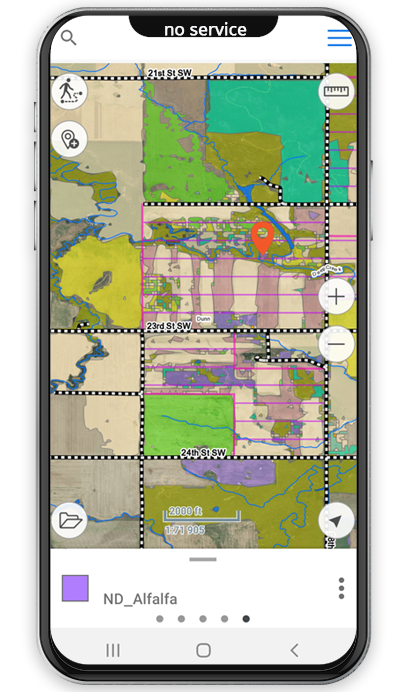 no service
21st St SW
Dunn
23rd St SW
24th St SW
2000 ft
1:71 905
ND_Alfalfa